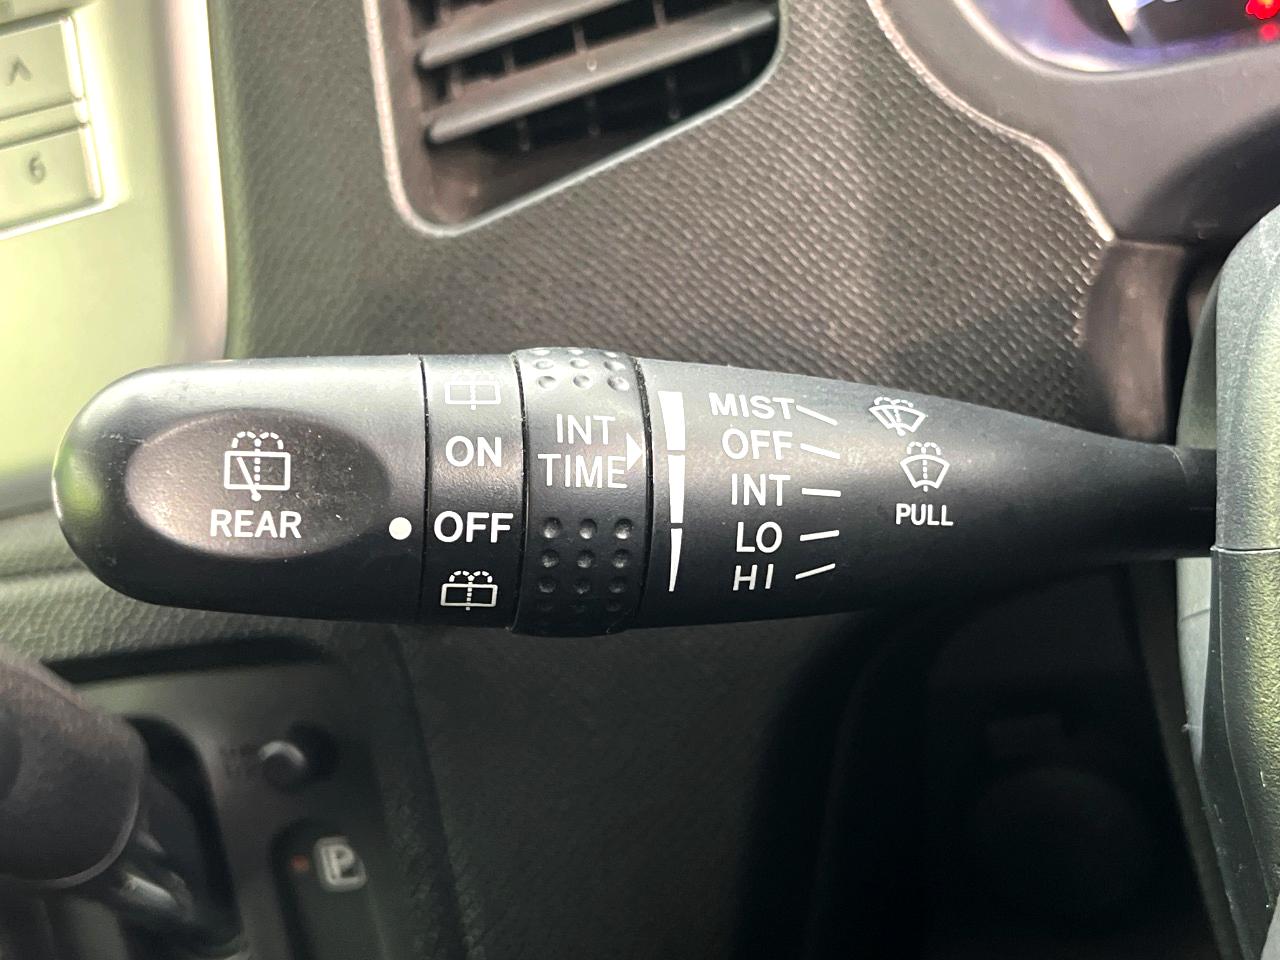 6
REAR
ON
OFF
INT
TIME
MIST
OFF
INT
LO
HI
PULL
P